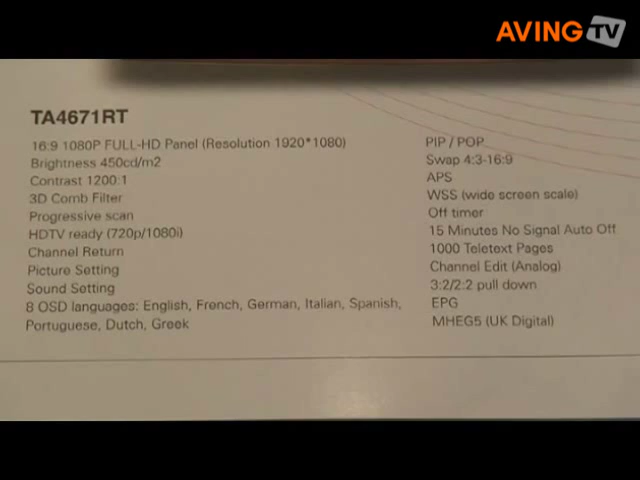 AVING TV
TA4671RT
16:9 1080P FULL-HD Panel (Resolution 1920*1080)
Brightness 450cd/m2
Contrast 1200:1
3D Comb Filter
Progressive scan
HDTV ready (720p/1080i)
Channel Return
Picture Setting
Sound Setting
8 OSD languages: English, French, German, Italian, Spanish,
Portuguese, Dutch, Greek
PIP / POP
Swap 4:3-16:9
APS
WSS (wide screen scale)
Off timer
15 Minutes No Signal Auto Off
1000 Teletext Pages
Channel Edit (Analog)
3:2/2:2 pull down
EPG
MHEG5 (UK Digital)